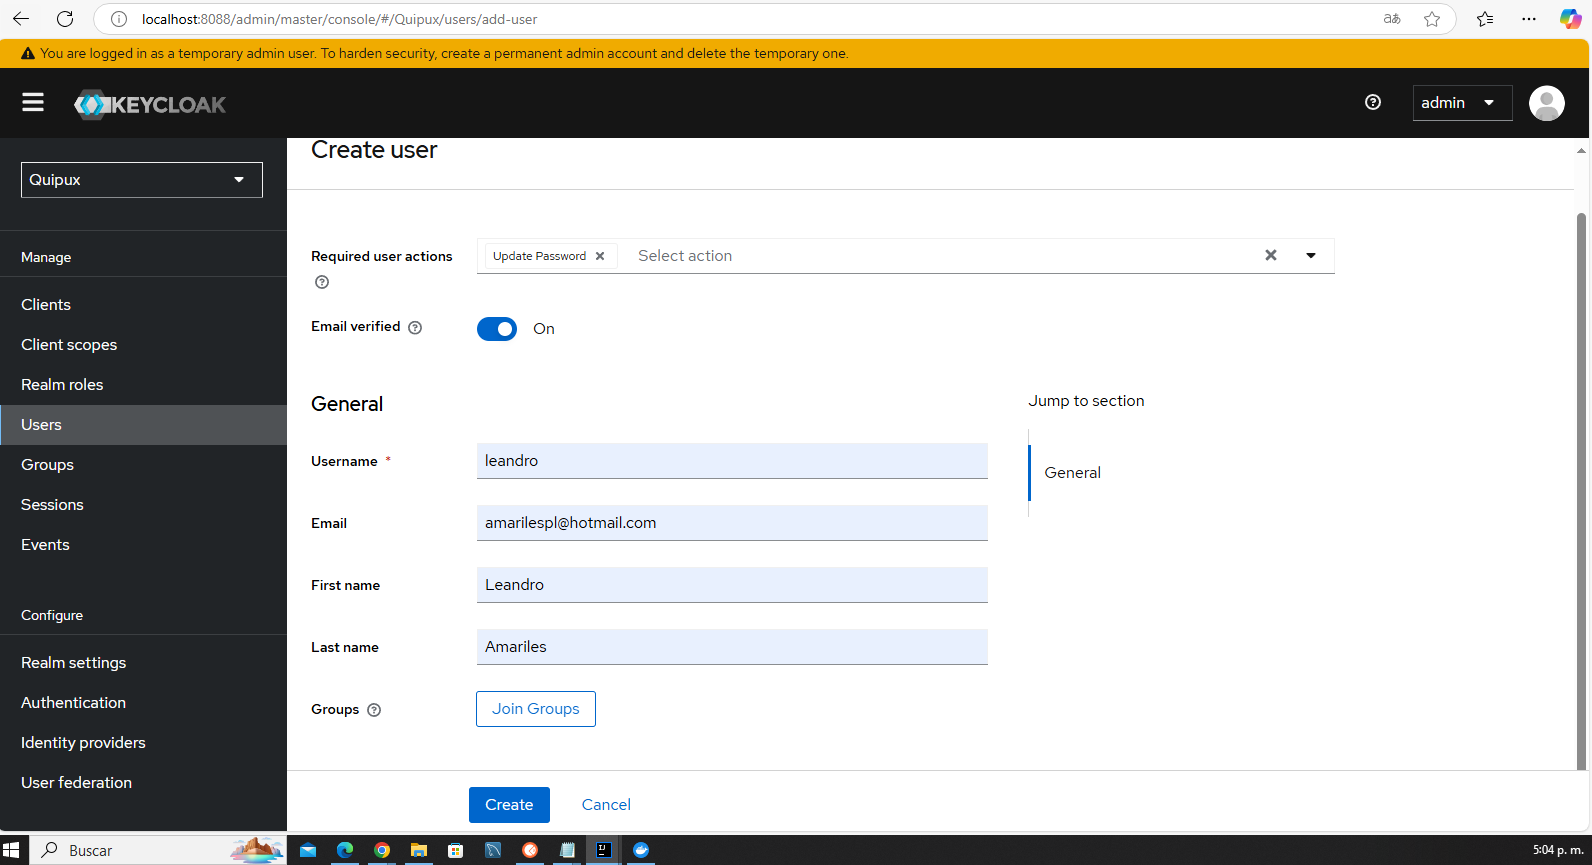 localhost:8088/admin/master/console/#/Quipux/users/add-user
You are logged in as a temporary admin user. To harden security, create a permanent admin account and delete the temporary one.
KEYCLOAK
admin
Quipux
Manage
Clients
Client scopes
Realm roles
Users
Groups
Sessions
Events
Configure
Realm settings
Authentication
Identity providers
User federation
Create user
Required user actions
Update Password
Select action
Email verified
On
General
Username *
leandro
Email
amarilespl@hotmail.com
First name
Leandro
Last name
Amariles
Groups
Join Groups
Jump to section
General
Create
Cancel
Buscar
5:04 p. m.